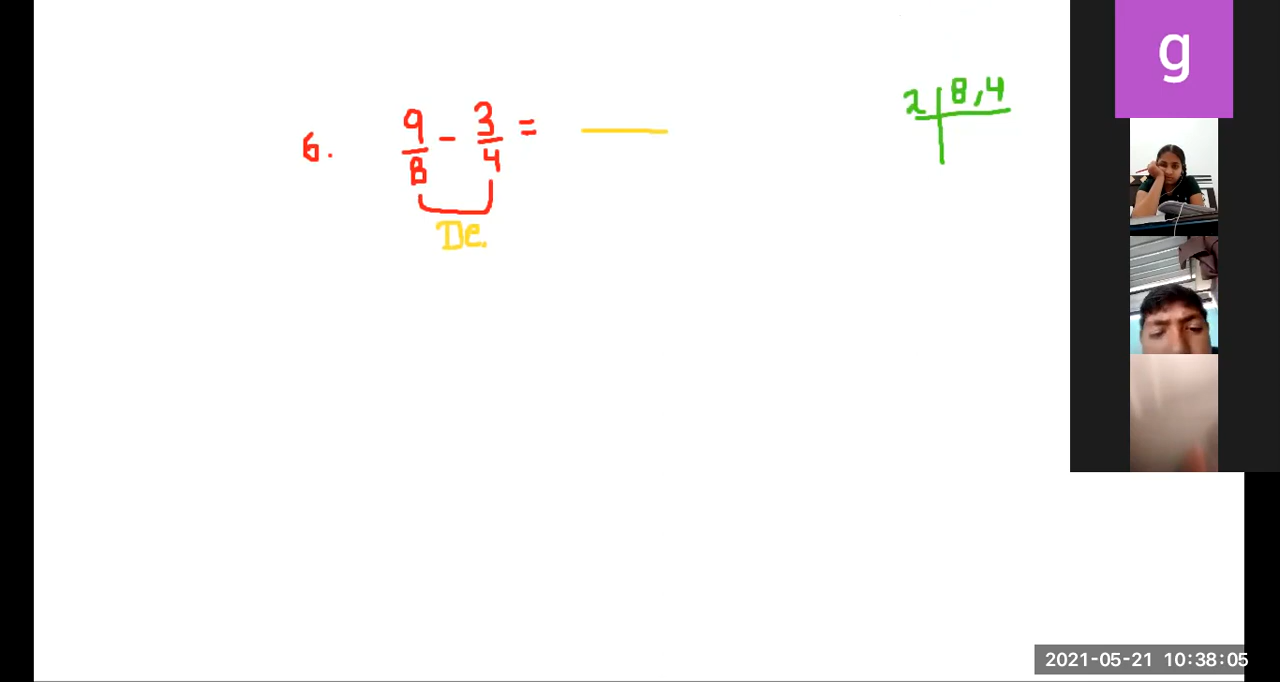 6. 9/8 - 3/4 =
De.
2 | 8, 4
g
2021-05-21 10:38:05